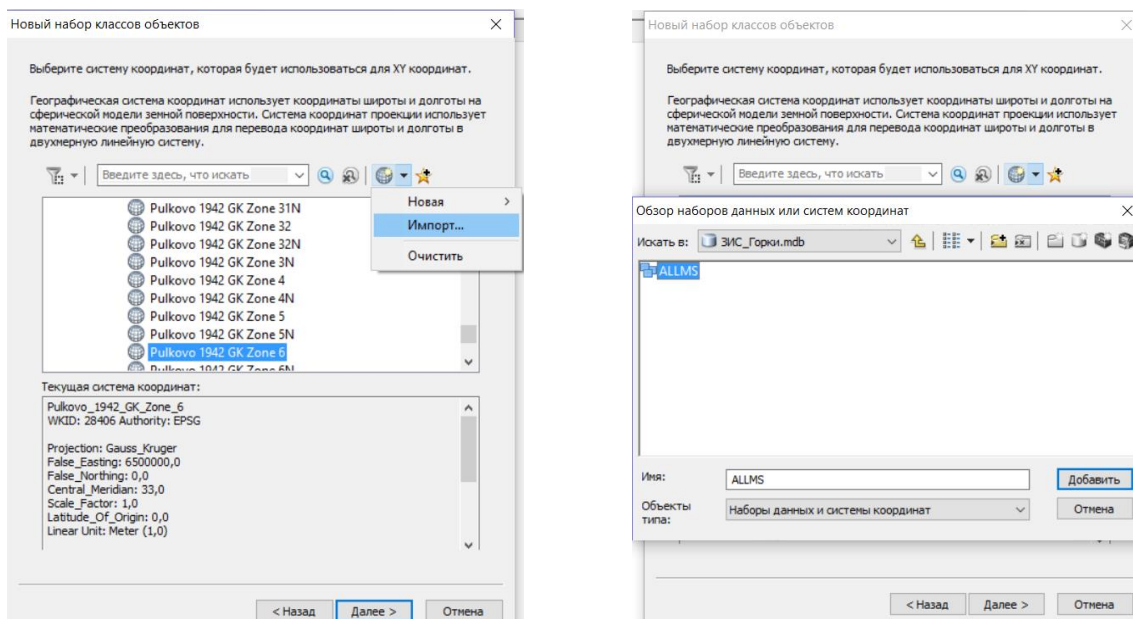 Новый набор классов объектов
Выберите систему координат, которая будет использоваться для XY координат.
Географическая система координат использует координаты широты и долготы на
сферической модели земной поверхности. Система координат проекции использует
математические преобразования для перевода координат широты и долготы в
двухмерную линейную систему.
Введите здесь, что искать
Новая
Импорт...
Очистить
Pulkovo 1942 GK Zone 31N
Pulkovo 1942 GK Zone 32
Pulkovo 1942 GK Zone 32N
Pulkovo 1942 GK Zone 3N
Pulkovo 1942 GK Zone 4
Pulkovo 1942 GK Zone 4N
Pulkovo 1942 GK Zone 5
Pulkovo 1942 GK Zone 5N
Pulkovo 1942 GK Zone 6
Pulkovo 1942 GK Zone 6N
Текущая система координат:
Pulkovo_1942_GK_Zone_6
WKID: 28406 Authority: EPSG
Projection: Gauss_Kruger
False_Easting: 6500000,0
False_Northing: 0,0
Central_Meridian: 33,0
Scale_Factor: 1,0
Latitude_Of_Origin: 0,0
Linear Unit: Meter (1,0)
< Назад
Далее >
Отмена
Новый набор классов объектов
Выберите систему координат, которая будет использоваться для XY координат.
Географическая система координат использует координаты широты и долготы на
сферической модели земной поверхности. Система координат проекции использует
математические преобразования для перевода координат широты и долготы в
двухмерную линейную систему.
Введите здесь, что искать
Обзор наборов данных или систем координат
Искать в: ЗИС_Горки.mdb
ALLMS
Имя: ALLMS
Добавить
Объекты
типа:
Наборы данных и системы координат
Отмена
< Назад
Далее >
Отмена